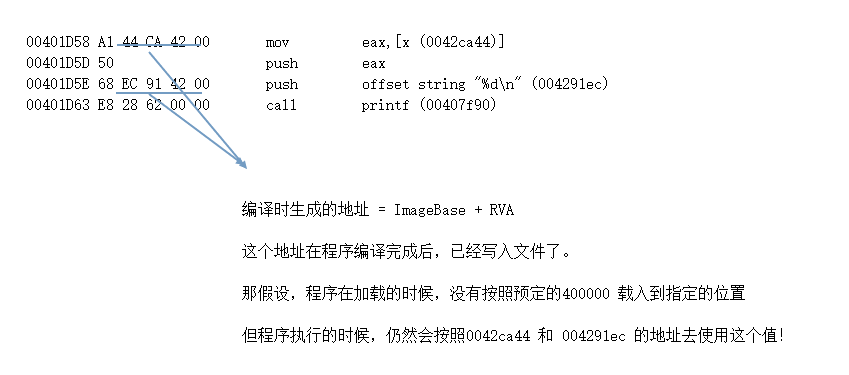 00401D58 A1 44 CA 42 00 mov eax,[x (0042ca44)]
00401D5D 50 push eax
00401D5E 68 EC 91 42 00 push offset string "%d\n" (004291ec)
00401D63 E8 28 62 00 00 call printf (00407f90)
编译时生成的地址 = ImageBase + RVA
这个地址在程序编译完成后，已经写入文件了。
那假设，程序在加载的时候，没有按照预定的400000 载入到指定的位置
但程序执行的时候，仍然会按照0042ca44 和 004291ec 的地址去使用这个值!